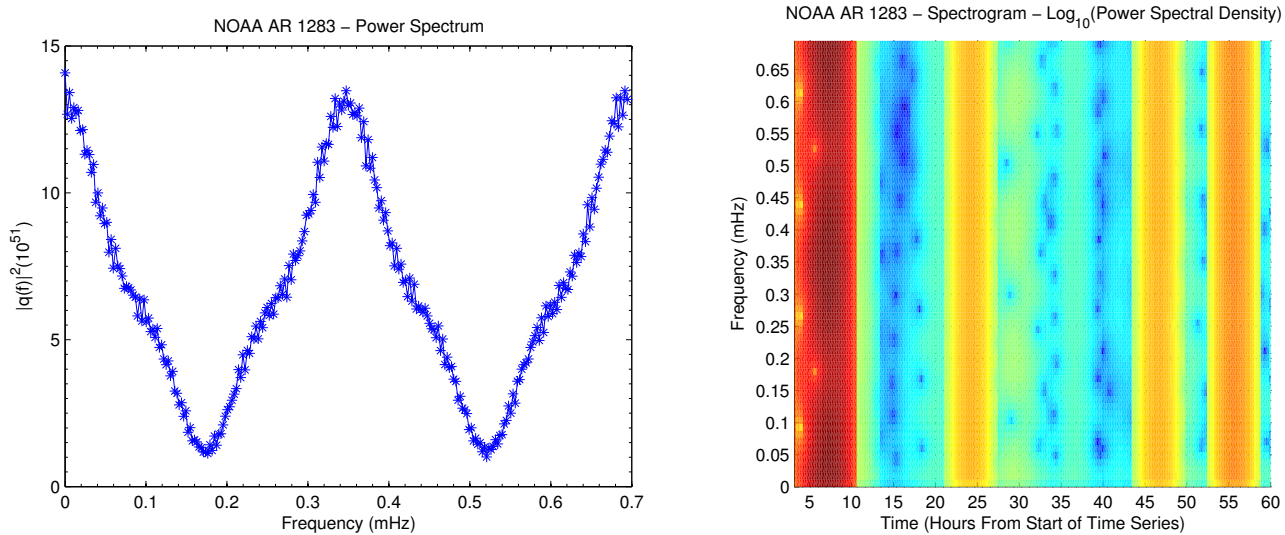 NOAA AR 1283 – Power Spectrum
15
10
5
0
|q(f)|²(10⁵¹)
0 0.1 0.2 0.3 0.4 0.5 0.6 0.7
Frequency (mHz)
NOAA AR 1283 – Spectrogram – Log₁₀(Power Spectral Density)
0.65
0.6
0.55
0.5
0.45
0.4
0.35
0.3
0.25
0.2
0.15
0.1
0.05
0
Frequency (mHz)
5 10 15 20 25 30 35 40 45 50 55 60
Time (Hours From Start of Time Series)